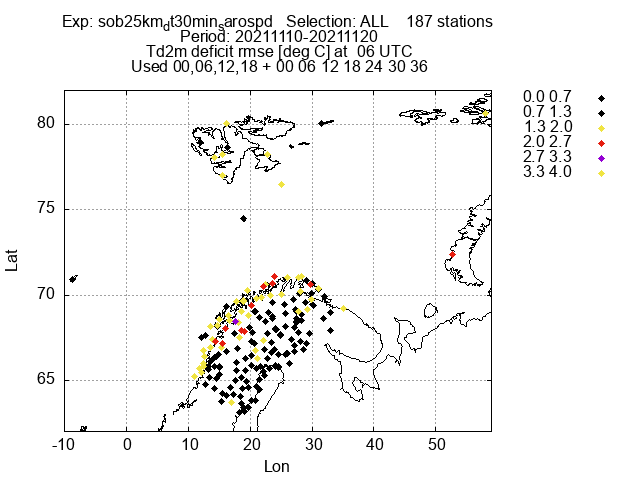 Exp: sob25km_dt30min_sarospd   Selection: ALL    187 stations
Period: 20211110-20211120
Td2m deficit rmse [deg C] at  06 UTC
Used 00,06,12,18 + 00 06 12 18 24 30 36
0.0 0.7
0.7 1.3
1.3 2.0
2.0 2.7
2.7 3.3
3.3 4.0
80
75
70
65
Lat
-10 0 10 20 30 40 50
Lon